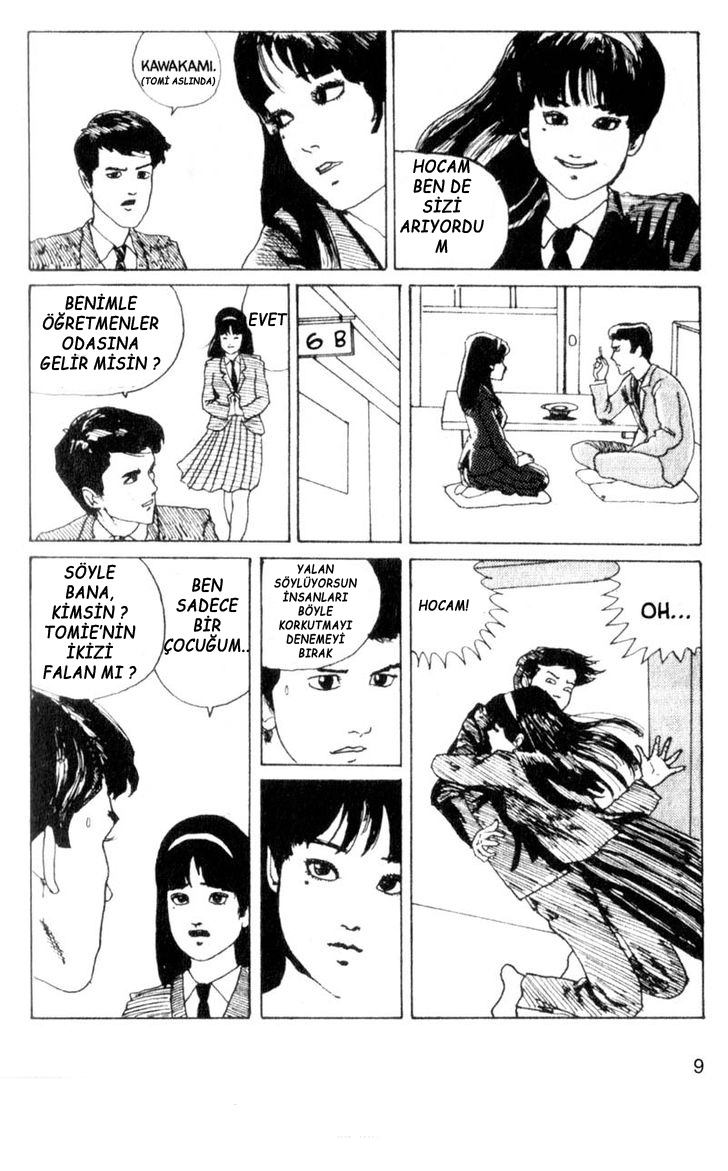 KAWAKAMI.
(TOMİ ASLINDA)
HOCAM
BEN DE
SİZİ
ARIYORDU
M
BENİMLE
ÖĞRETMENLER
ODASINA
GELİR MİSİN ?
EVET
6 B
SÖYLE
BANA,
KİMSİN ?
TOMIE'NİN
İKİZİ
FALAN MI ?
BEN
SADECE
BİR
ÇOCUĞUM..
YALAN
SÖYLÜYORSUN
İNSANLARI
BÖYLE
KORKUTMAYI
DENEMEYİ
BIRAK
HOCAM!
OH...
9